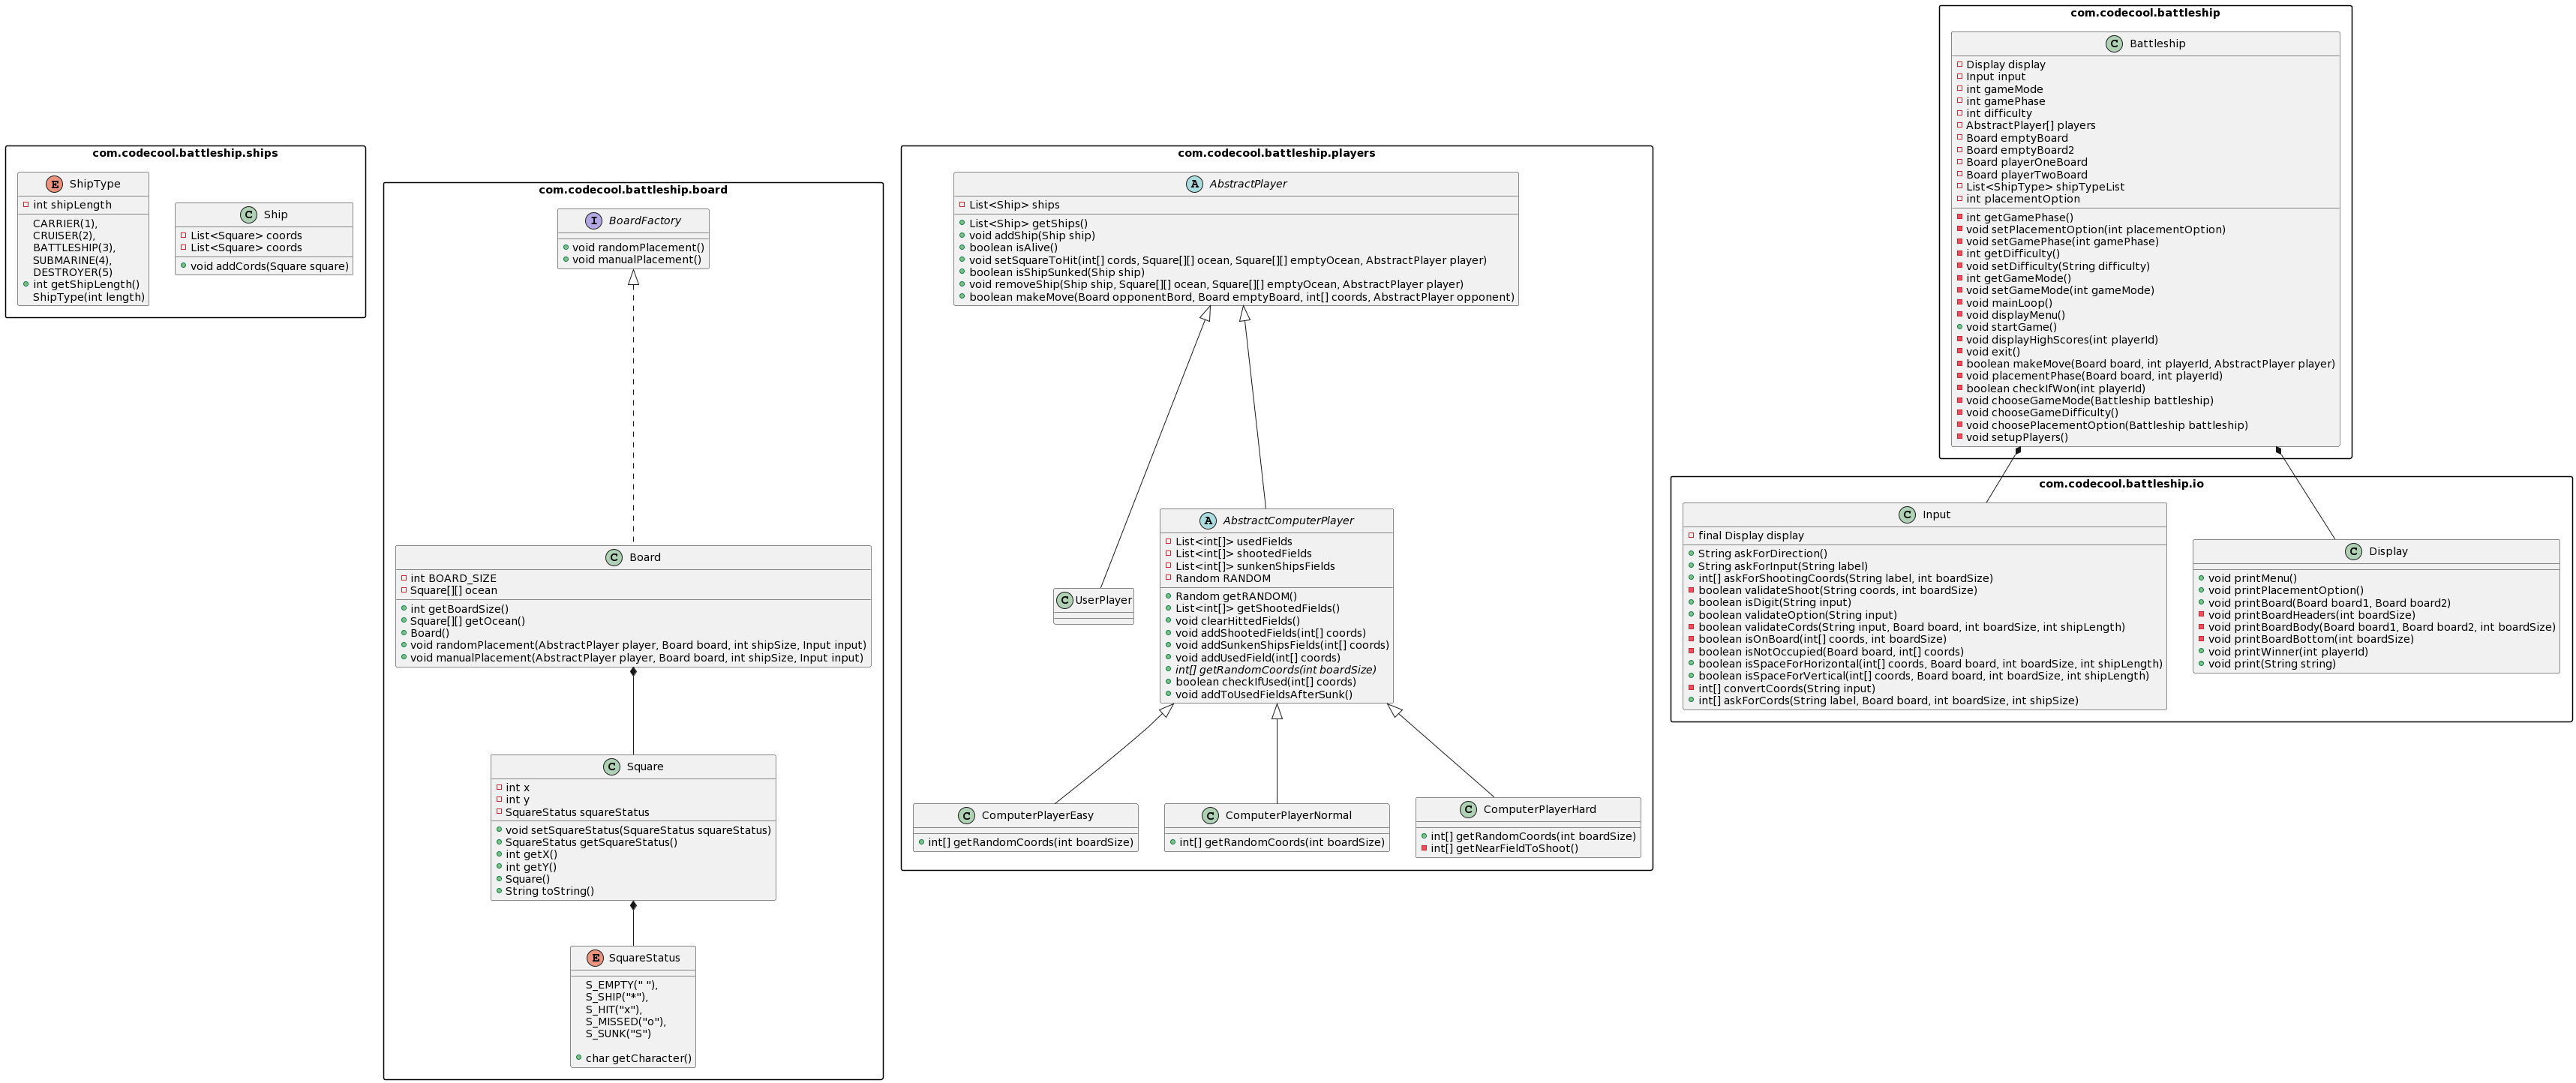 com.codecool.battleship.ships
E ShipType
int shipLength
CARRIER(1),
CRUISER(2),
BATTLESHIP(3),
SUBMARINE(4),
DESTROYER(5)
int getShipLength()
ShipType(int length)
C Ship
List<Square> coords
List<Square> coords
void addCords(Square square)
com.codecool.battleship.board
I BoardFactory
void randomPlacement()
void manualPlacement()
C Board
int BOARD_SIZE
Square[][] ocean
int getBoardSize()
Square[][] getOcean()
Board()
void randomPlacement(AbstractPlayer player, Board board, int shipSize, Input input)
void manualPlacement(AbstractPlayer player, Board board, int shipSize, Input input)
C Square
int x
int y
SquareStatus squareStatus
void setSquareStatus(SquareStatus squareStatus)
SquareStatus getSquareStatus()
int getX()
int getY()
Square()
String toString()
E SquareStatus
S_EMPTY(" "),
S_SHIP("*"),
S_HIT("x"),
S_MISSED("o"),
S_SUNK("S")
char getCharacter()
com.codecool.battleship.players
A AbstractPlayer
List<Ship> ships
List<Ship> getShips()
void addShip(Ship ship)
boolean isAlive()
void setSquareToHit(int[] cords, Square[][] ocean, Square[][] emptyOcean, AbstractPlayer player)
boolean isShipSunked(Ship ship)
void removeShip(Ship ship, Square[][] ocean, Square[][] emptyOcean, AbstractPlayer player)
boolean makeMove(Board opponentBord, Board emptyBoard, int[] coords, AbstractPlayer opponent)
C UserPlayer
A AbstractComputerPlayer
List<int[]> usedFields
List<int[]> shootedFields
List<int[]> sunkenShipsFields
Random RANDOM
Random getRANDOM()
List<int[]> getShootedFields()
void clearHittedFields()
void addShootedFields(int[] coords)
void addSunkenShipsFields(int[] coords)
void addUsedField(int[] coords)
int[] getRandomCoords(int boardSize)
boolean checkIfUsed(int[] coords)
void addToUsedFieldsAfterSunk()
C ComputerPlayerEasy
int[] getRandomCoords(int boardSize)
C ComputerPlayerNormal
int[] getRandomCoords(int boardSize)
C ComputerPlayerHard
int[] getRandomCoords(int boardSize)
int[] getNearFieldToShoot()
com.codecool.battleship
C Battleship
Display display
Input input
int gameMode
int gamePhase
int difficulty
AbstractPlayer[] players
Board emptyBoard
Board emptyBoard2
Board playerOneBoard
Board playerTwoBoard
List<ShipType> shipTypeList
int placementOption
int getGamePhase()
void setPlacementOption(int placementOption)
void setGamePhase(int gamePhase)
int getDifficulty()
void setDifficulty(String difficulty)
int getGameMode()
void setGameMode(int gameMode)
void mainLoop()
void displayMenu()
void startGame()
void displayHighScores(int playerId)
void exit()
boolean makeMove(Board board, int playerId, AbstractPlayer player)
void placementPhase(Board board, int playerId)
boolean checkIfWon(int playerId)
void chooseGameMode(Battleship battleship)
void chooseGameDifficulty()
void choosePlacementOption(Battleship battleship)
void setupPlayers()
com.codecool.battleship.io
C Input
final Display display
String askForDirection()
String askForInput(String label)
int[] askForShootingCoords(String label, int boardSize)
boolean validateShoot(String coords, int boardSize)
boolean isDigit(String input)
boolean validateOption(String input)
boolean validateCords(String input, Board board, int boardSize, int shipLength)
boolean isOnBoard(int[] coords, int boardSize)
boolean isNotOccupied(Board board, int[] coords)
boolean isSpaceForHorizontal(int[] coords, Board board, int boardSize, int shipLength)
boolean isSpaceForVertical(int[] coords, Board board, int boardSize, int shipLength)
int[] convertCoords(String input)
int[] askForCords(String label, Board board, int boardSize, int shipSize)
C Display
void printMenu()
void printPlacementOption()
void printBoard(Board board1, Board board2)
void printBoardHeaders(int boardSize)
void printBoardBody(Board board1, Board board2, int boardSize)
void printBoardBottom(int boardSize)
void printWinner(int playerId)
void print(String string)